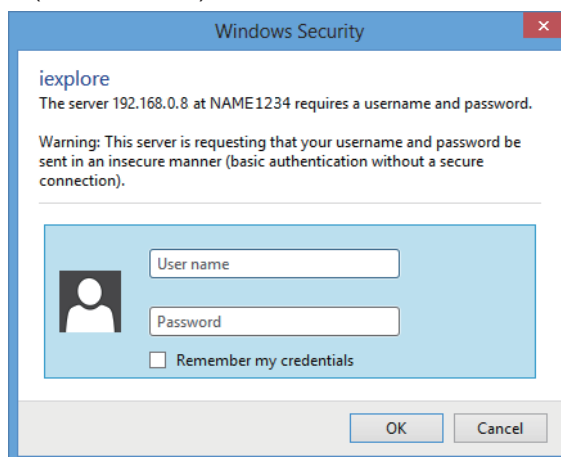 Windows Security
iexplore
The server 192.168.0.8 at NAME1234 requires a username and password.
Warning: This server is requesting that your username and password be
sent in an insecure manner (basic authentication without a secure
connection).
User name
Password
Remember my credentials
OK Cancel